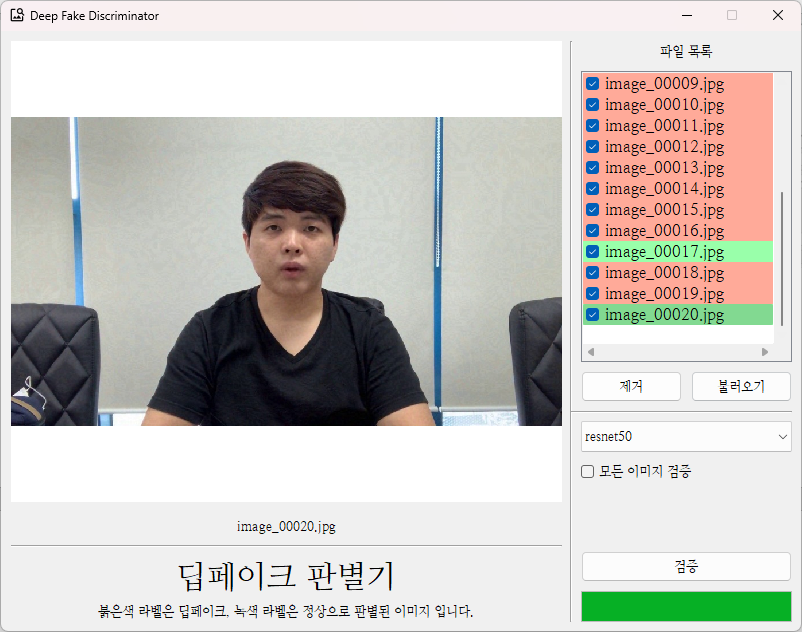 Deep Fake Discriminator
파일 목록
image_00009.jpg
image_00010.jpg
image_00011.jpg
image_00012.jpg
image_00013.jpg
image_00014.jpg
image_00015.jpg
image_00016.jpg
image_00017.jpg
image_00018.jpg
image_00019.jpg
image_00020.jpg
제거 불러오기
resnet50
모든 이미지 검증
검증
image_00020.jpg
딥페이크 판별기
붉은색 라벨은 딥페이크, 녹색 라벨은 정상으로 판별된 이미지 입니다.